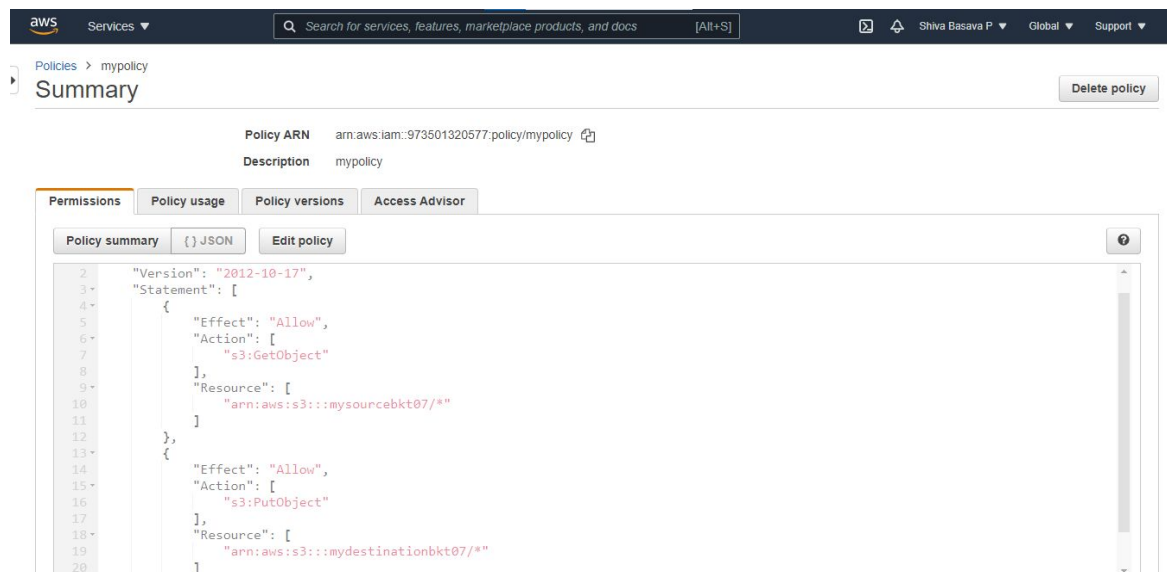 aws Services ▼ Search for services, features, marketplace products, and docs [Alt+S] Shiva Basava P ▼ Global ▼ Support ▼
Policies > mypolicy
Summary
Delete policy
Policy ARN arn:aws:iam::973501320577:policy/mypolicy
Description mypolicy
Permissions Policy usage Policy versions Access Advisor
Policy summary { } JSON Edit policy
2 "Version": "2012-10-17",
3 "Statement": [
4 {
5 "Effect": "Allow",
6 "Action": [
7 "s3:GetObject"
8 ],
9 "Resource": [
10 "arn:aws:s3:::mysourcebkt07/*"
11 ]
12 },
13 {
14 "Effect": "Allow",
15 "Action": [
16 "s3:PutObject"
17 ],
18 "Resource": [
19 "arn:aws:s3:::mydestinationbkt07/*"
20 ]